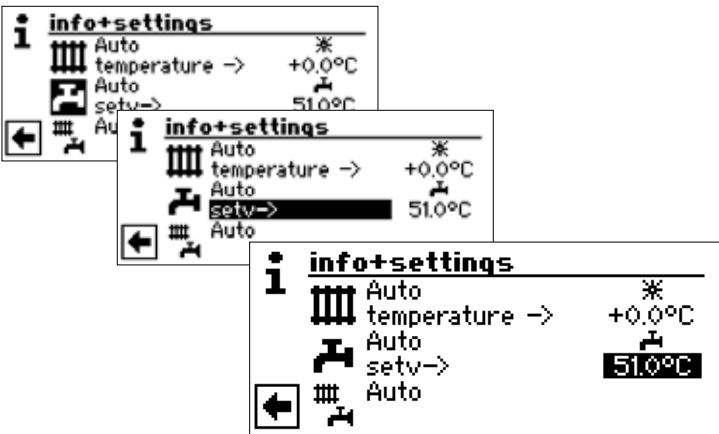 info+settings
Auto
temperature -> +0.0°C
Auto
setv-> 51.0°C
Au
info+settings
Auto
temperature -> +0.0°C
Auto
setv-> 51.0°C
Auto
info+settings
Auto
temperature -> +0.0°C
Auto
setv-> 51.0°C
Auto